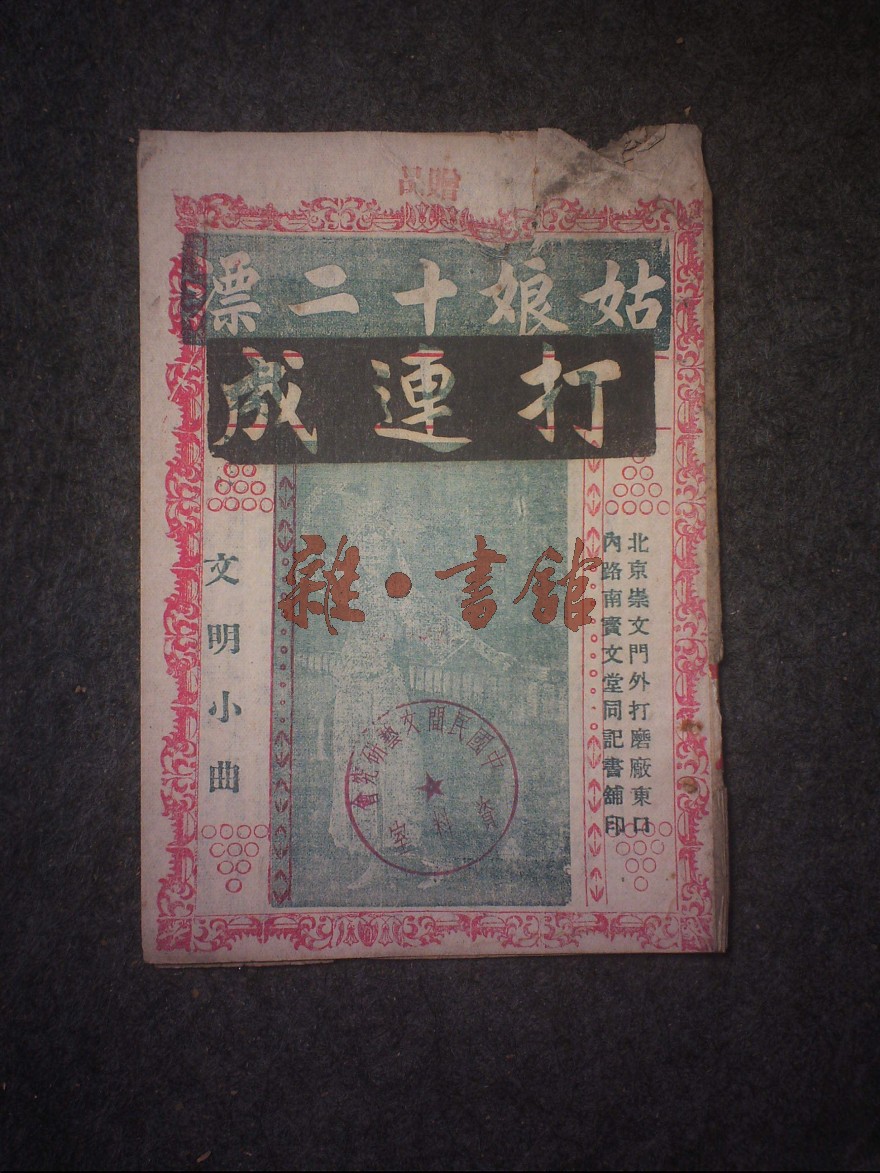 贈品
姑娘十二漂
打連成
北京崇文門外打磨廠東口
內路南寶文堂同記書舖印
文明小曲
雜·書館
中國民間文藝研究會
資料室